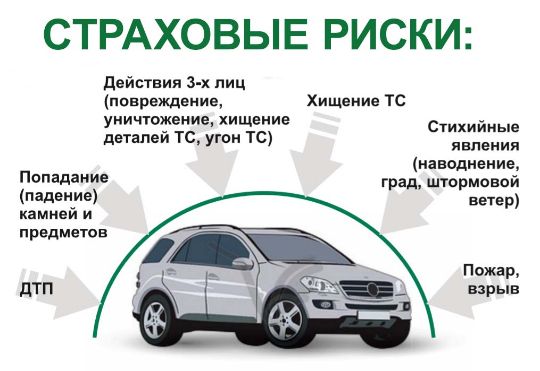 СТРАХОВЫЕ РИСКИ:
Действия 3-х лиц
(повреждение,
уничтожение, хищение
деталей ТС, угон ТС)
Хищение ТС
Стихийные
явления
(наводнение,
град, штормовой
ветер)
Попадание
(падение)
камней и
предметов
ДТП
Пожар,
взрыв